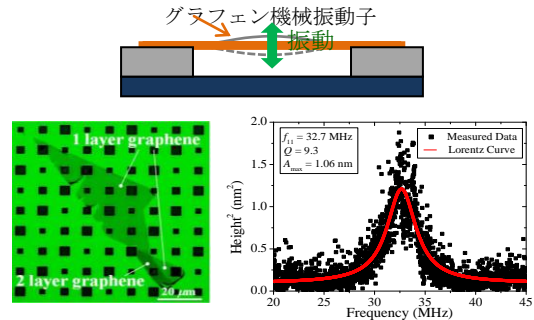 グラフェン機械振動子
振動
1 layer graphene
2 layer graphene
20 μm
f11 = 32.7 MHz
Q = 9.3
Amax = 1.06 nm
Measured Data
Lorentz Curve
Height² (nm²)
2.0
1.5
1.0
0.5
0.0
20 25 30 35 40 45
Frequency (MHz)